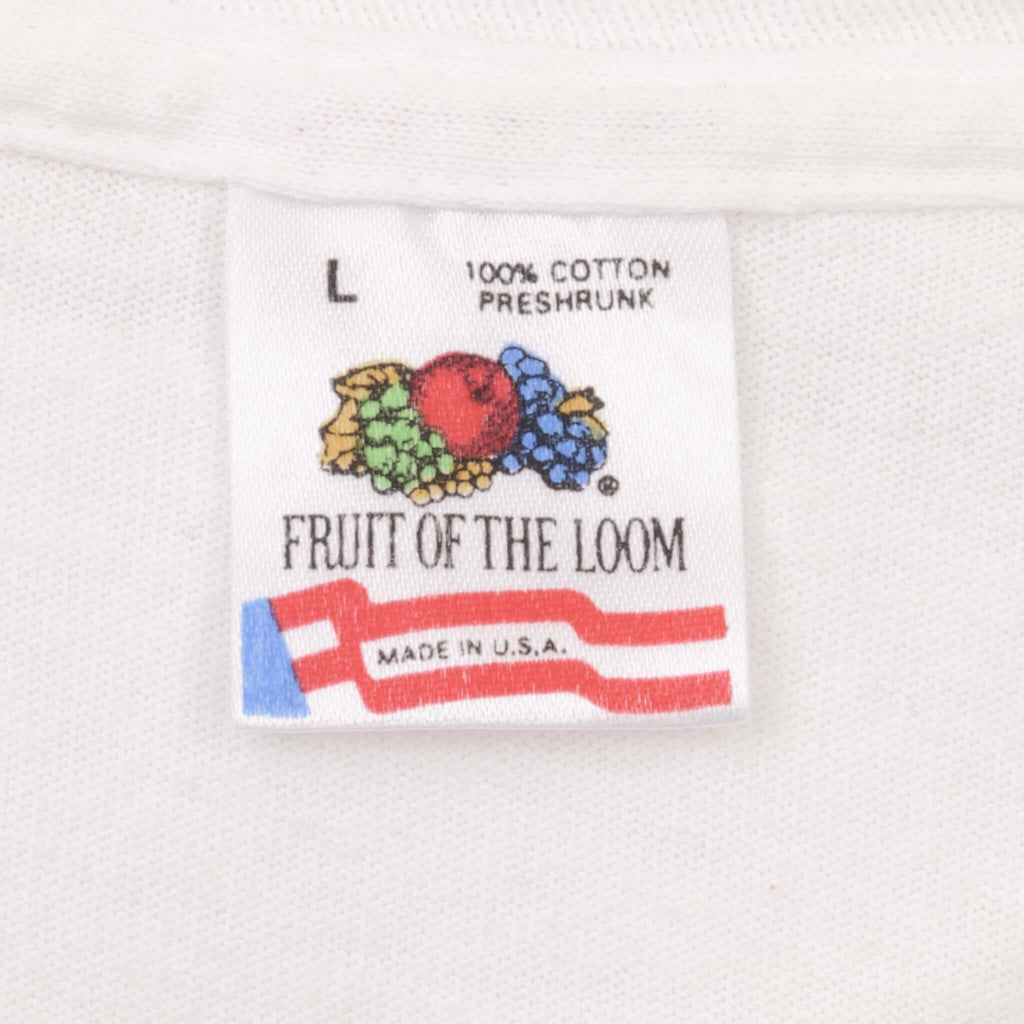 L
100% COTTON
PRESHRUNK
®
FRUIT OF THE LOOM
MADE IN U.S.A.